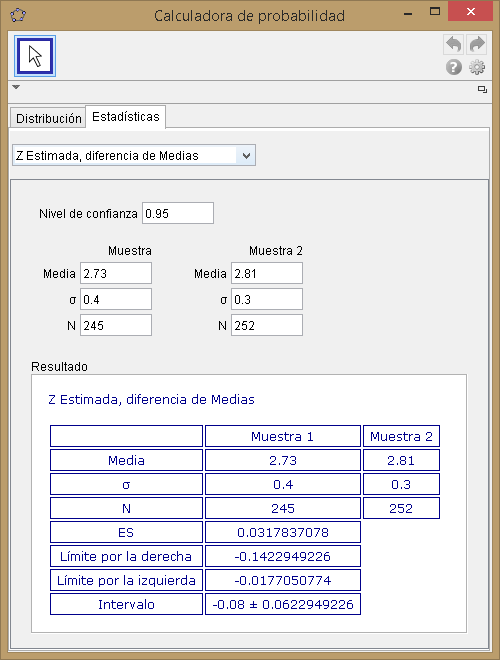 Calculadora de probabilidad
Distribución Estadísticas
Z Estimada, diferencia de Medias
Nivel de confianza 0.95
Muestra Muestra 2
Media 2.73 Media 2.81
σ 0.4 σ 0.3
N 245 N 252
Resultado
Z Estimada, diferencia de Medias
Muestra 1 Muestra 2
Media 2.73 2.81
σ 0.4 0.3
N 245 252
ES 0.0317837078
Límite por la derecha -0.1422949226
Límite por la izquierda -0.0177050774
Intervalo -0.08 ± 0.0622949226